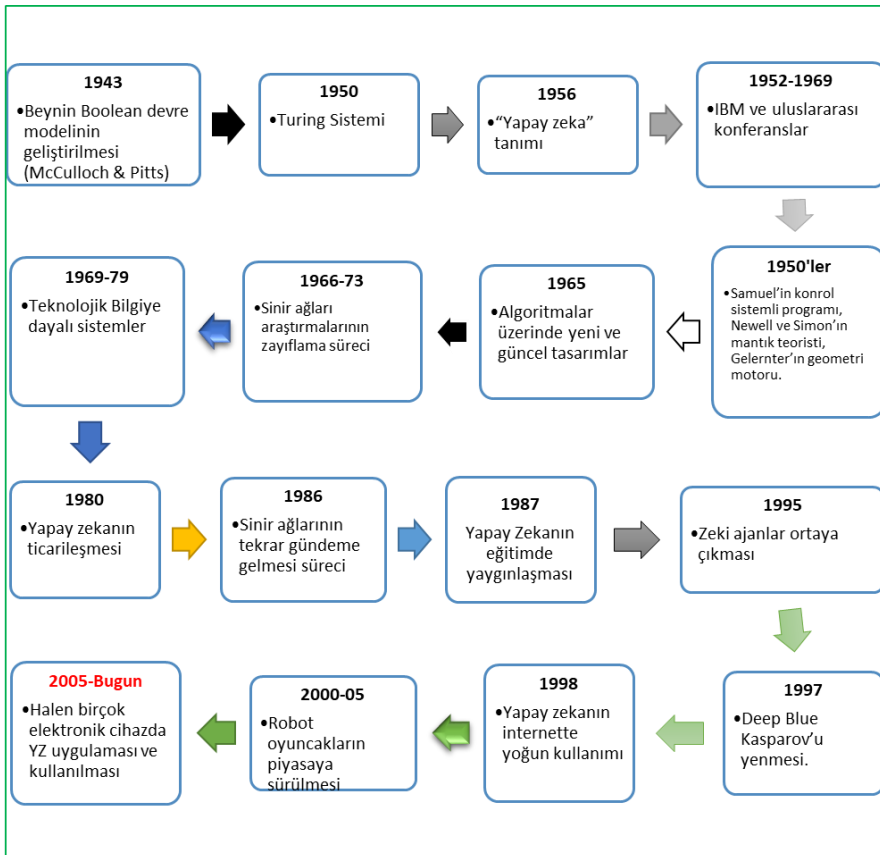 1943
•Beynin Boolean devre
modelinin
geliştirilmesi
(McCulloch & Pitts)
1950
•Turing Sistemi
1956
•“Yapay zeka”
tanımı
1952-1969
•IBM ve uluslararası
konferanslar
1950'ler
•Samuel’in konrol
sistemli programı,
Newell ve Simon’ın
mantık teoristi,
Gelernter’ın geometri
motoru.
1965
•Algoritmalar
üzerinde yeni ve
güncel tasarımlar
1966-73
•Sinir ağları
araştırmalarının
zayıflama süreci
1969-79
•Teknolojik Bilgiye
dayalı sistemler
1980
•Yapay zekanın
ticarileşmesi
1986
•Sinir ağlarının
tekrar gündeme
gelmesi süreci
1987
Yapay Zekanın
eğitimde
yaygınlaşması
1995
•Zeki ajanlar ortaya
çıkması
1997
•Deep Blue
Kasparov’u
yenmesi.
1998
•Yapay zekanın
internette
yoğun kullanımı
2000-05
•Robot
oyuncakların
piyasaya
sürülmesi
2005-Bugun
•Halen birçok
elektronik cihazda
YZ uygulaması ve
kullanılması